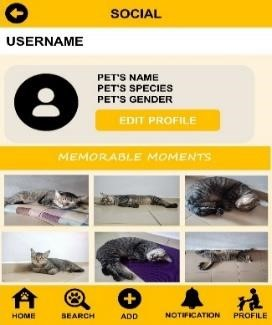 SOCIAL
USERNAME
PET'S NAME
PET'S SPECIES
PET'S GENDER
EDIT PROFILE
MEMORABLE MOMENTS
HOME
SEARCH
ADD
NOTIFICATION
PROFILE